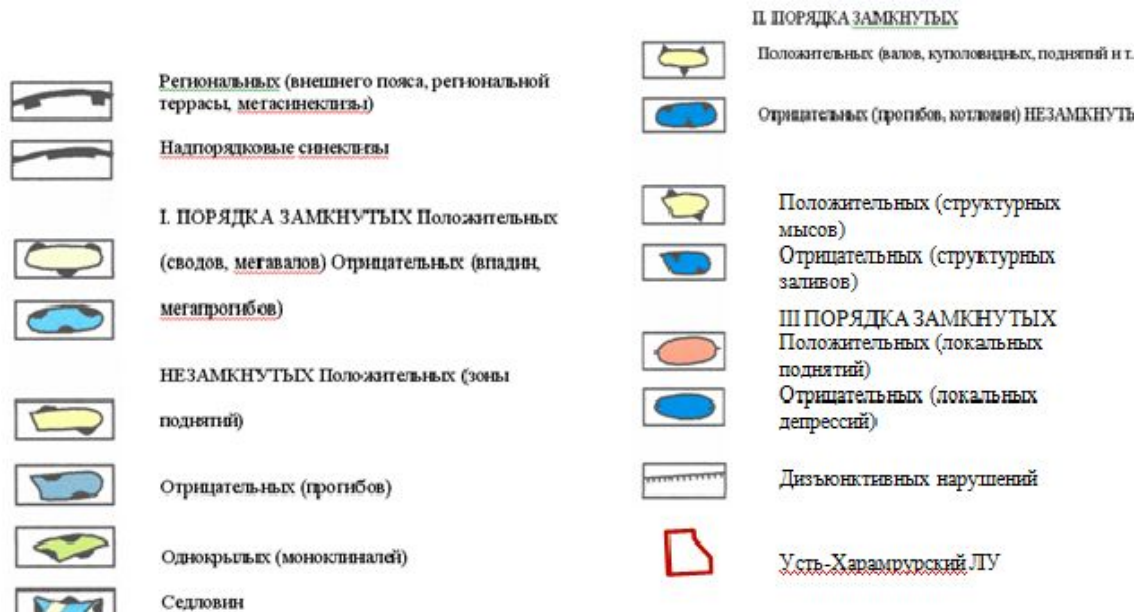 Региональных (внешнего пояса, региональной
террасы, мегасинеклизы)
Надпорядковые синеклизы
I. ПОРЯДКА ЗАМКНУТЫХ Положительных
(сводов, мегавалов) Отрицательных (впадин,
мегапрогибов)
НЕЗАМКНУТЫХ Положительных (зоны
поднятий)
Отрицательных (прогибов)
Однокрылых (моноклиналей)
Седловин
II. ПОРЯДКА ЗАМКНУТЫХ
Положительных (валов, куполовидных, поднятий и т.
Отрицательных (прогибов, котловин) НЕЗАМКНУТЬ
Положительных (структурных
мысов)
Отрицательных (структурных
заливов)
III ПОРЯДКА ЗАМКНУТЫХ
Положительных (локальных
поднятий)
Отрицательных (локальных
депрессий)
Дизъюнктивных нарушений
Усть-Харампурский ЛУ